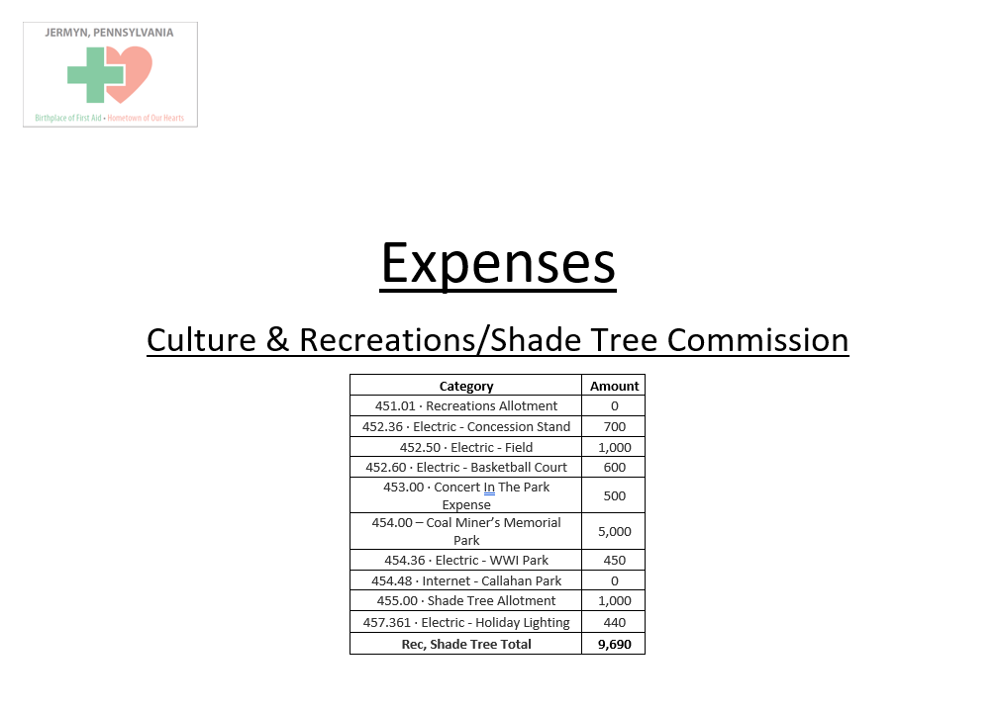 JERMYN, PENNSYLVANIA
Birthplace of First Aid • Hometown of Our Hearts
Expenses
Culture & Recreations/Shade Tree Commission
Category Amount
451.01 · Recreations Allotment 0
452.36 · Electric - Concession Stand 700
452.50 · Electric - Field 1,000
452.60 · Electric - Basketball Court 600
453.00 · Concert In The Park
Expense 500
454.00 – Coal Miner’s Memorial
Park 5,000
454.36 · Electric - WWI Park 450
454.48 · Internet - Callahan Park 0
455.00 · Shade Tree Allotment 1,000
457.361 · Electric - Holiday Lighting 440
Rec, Shade Tree Total 9,690